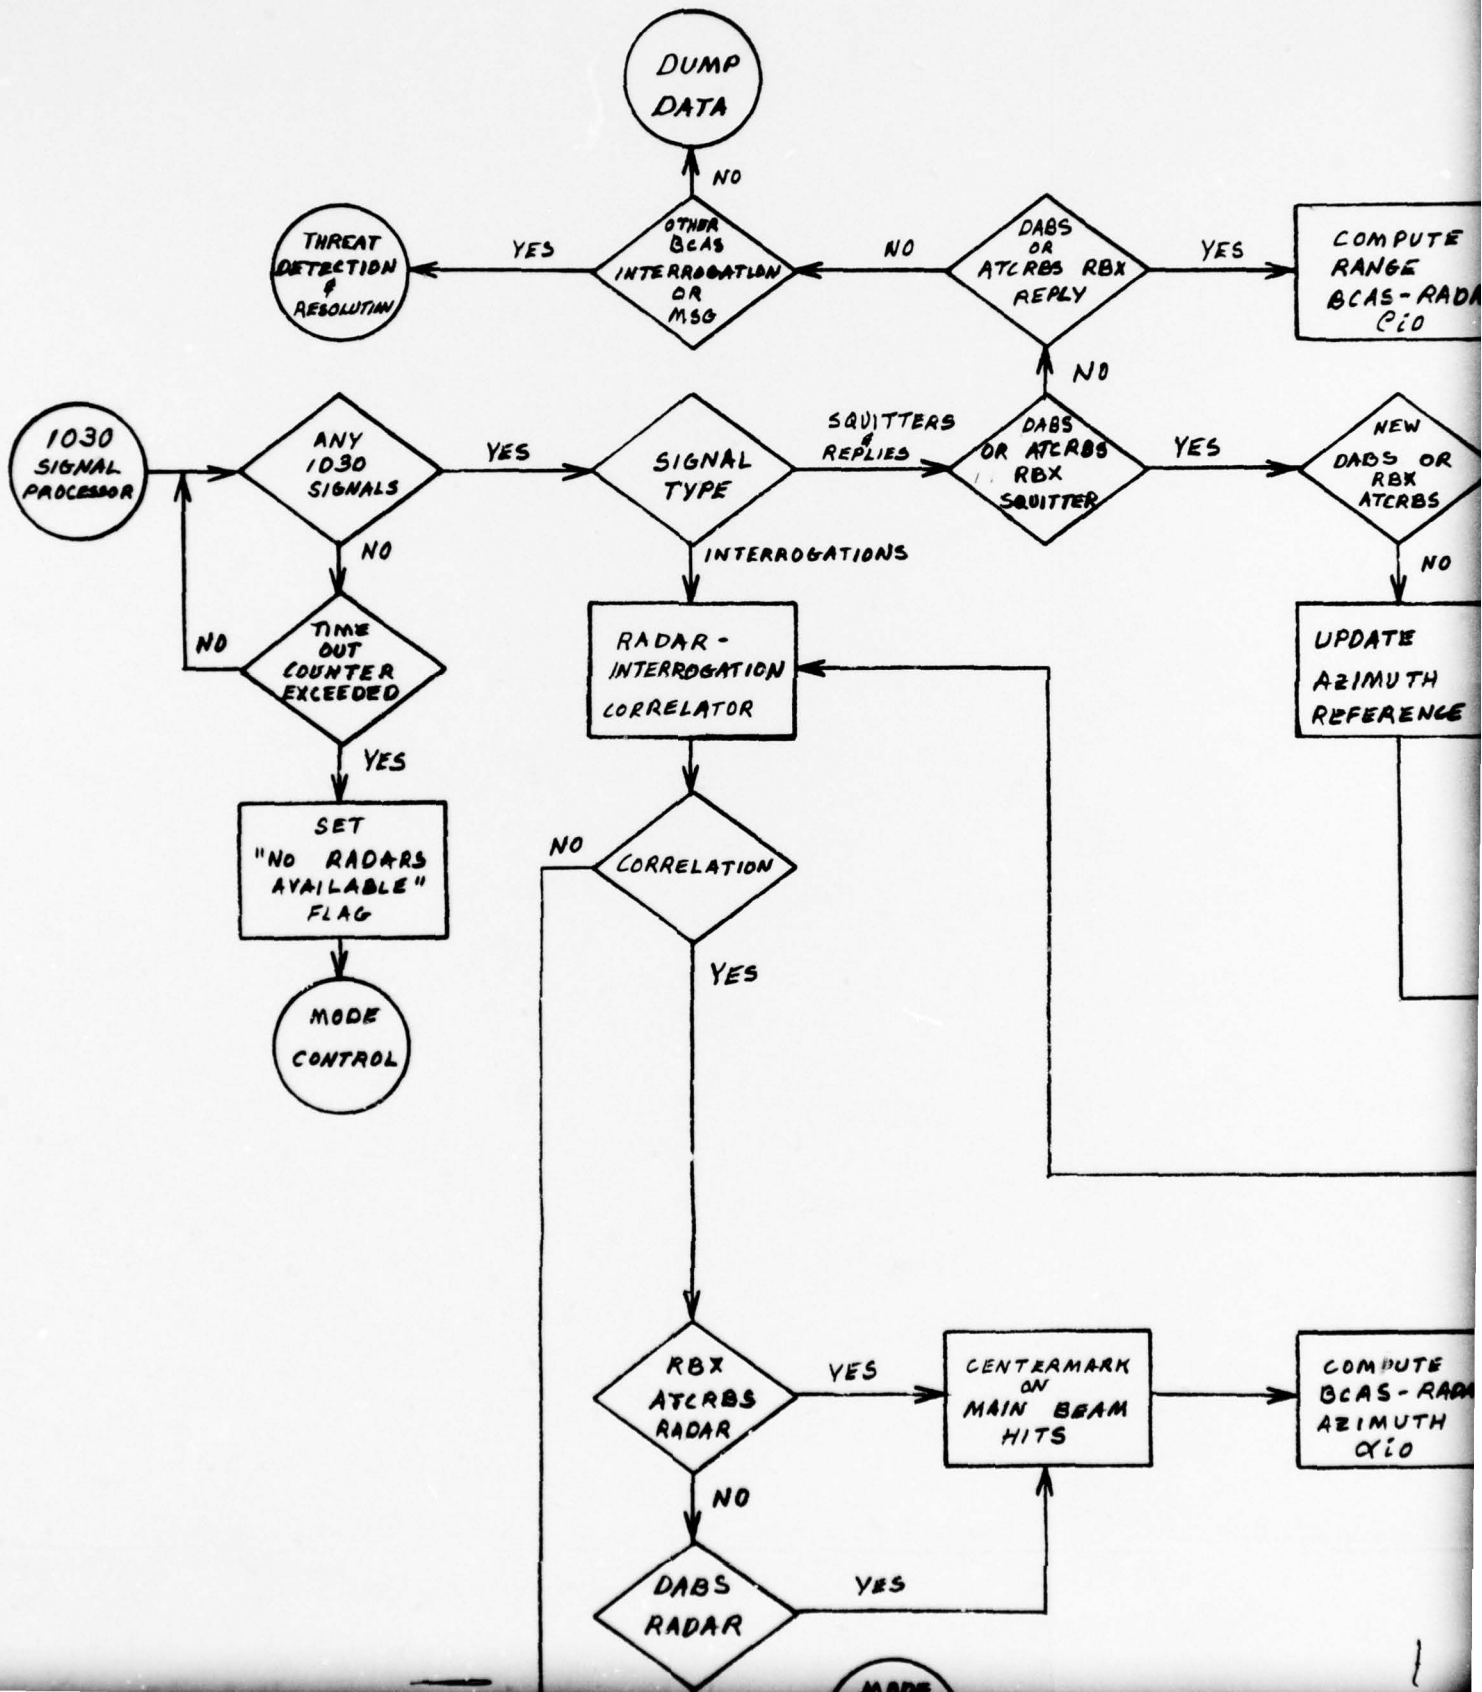 DUMP
DATA
NO
THREAT
DETECTION
&
RESOLUTION
YES
OTHER
BCAS
INTERROGATION
OR
MSG
NO
DABS
OR
ATCRBS RBX
REPLY
YES
COMPUTE
RANGE
BCAS-RADA
NO
1030
SIGNAL
PROCESSOR
ANY
1030
SIGNALS
YES
SIGNAL
TYPE
SQUITTERS
&
REPLIES
DABS
OR ATCRBS
RBX
SQUITTER
YES
NEW
DABS OR
RBX
ATCRBS
NO
INTERROGATIONS
NO
NO
TIME
OUT
COUNTER
EXCEEDED
RADAR-
INTERROGATION
CORRELATOR
UPDATE
AZIMUTH
REFERENCE
YES
SET
"NO RADARS
AVAILABLE"
FLAG
NO
CORRELATION
YES
MODE
CONTROL
RBX
ATCRBS
RADAR
YES
CENTERMARK
ON
MAIN BEAM
HITS
COMPUTE
BCAS-RADA
AZIMUTH
αio
NO
DABS
RADAR
YES
MODE